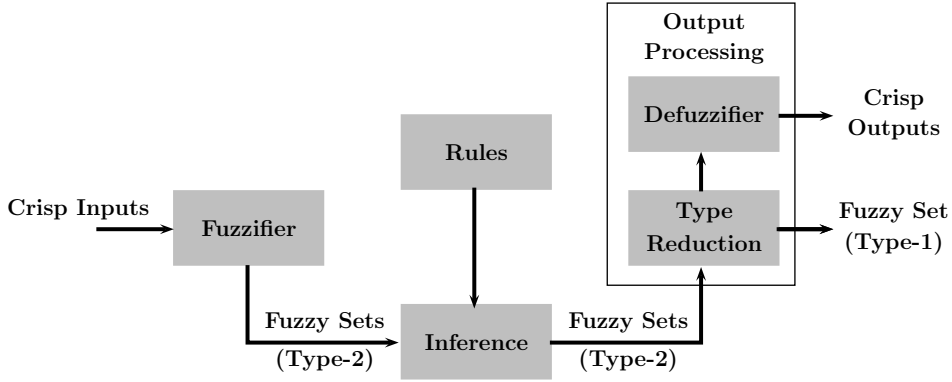 Output
Processing
Defuzzifier
Crisp
Outputs
Rules
Crisp Inputs
Fuzzifier
Type
Reduction
Fuzzy Set
(Type-1)
Fuzzy Sets
(Type-2)
Inference
Fuzzy Sets
(Type-2)